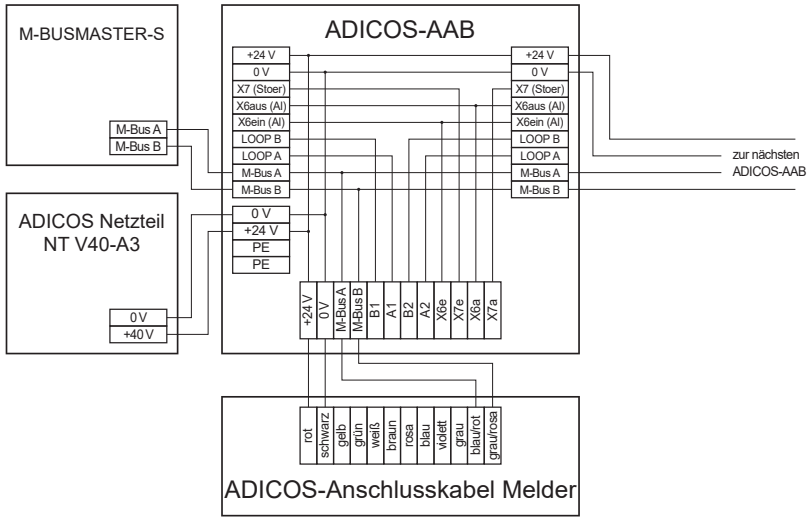 M-BUSMASTER-S
M-Bus A
M-Bus B
ADICOS Netzteil
NT V40-A3
0 V
+40 V
ADICOS-AAB
+24 V
0 V
X7 (Stoer)
X6aus (Al)
X6ein (Al)
LOOP B
LOOP A
M-Bus A
M-Bus B
0 V
+24 V
PE
PE
+24 V
0 V
X7 (Stoer)
X6aus (Al)
X6ein (Al)
LOOP B
LOOP A
M-Bus A
M-Bus B
zur nächsten
ADICOS-AAB
+24 V
0 V
M-Bus A
M-Bus B
B1
A1
B2
A2
X6e
X7e
X6a
X7a
rot
schwarz
gelb
grün
weiß
braun
rosa
blau
violett
grau
blau/rot
grau/rosa
ADICOS-Anschlusskabel Melder